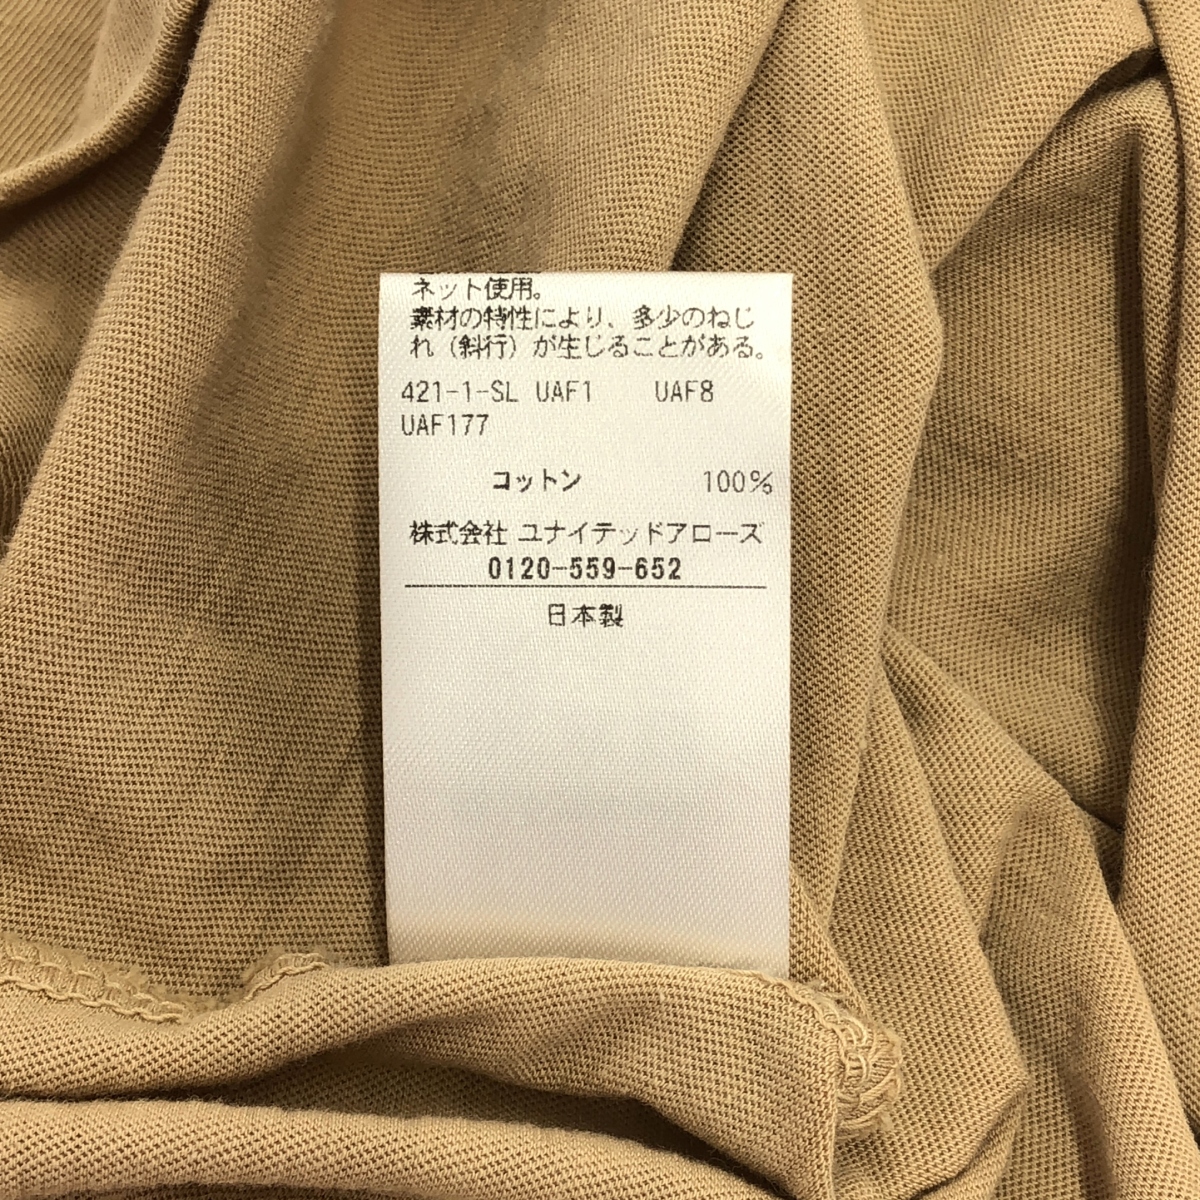 ネット使用。
素材の特性により、多少のねじ
れ（斜行）が生じることがある。
421-1-SL UAF1 UAF8
UAF177
コットン 100%
株式会社 ユナイテッドアローズ
0120-559-652
日本製